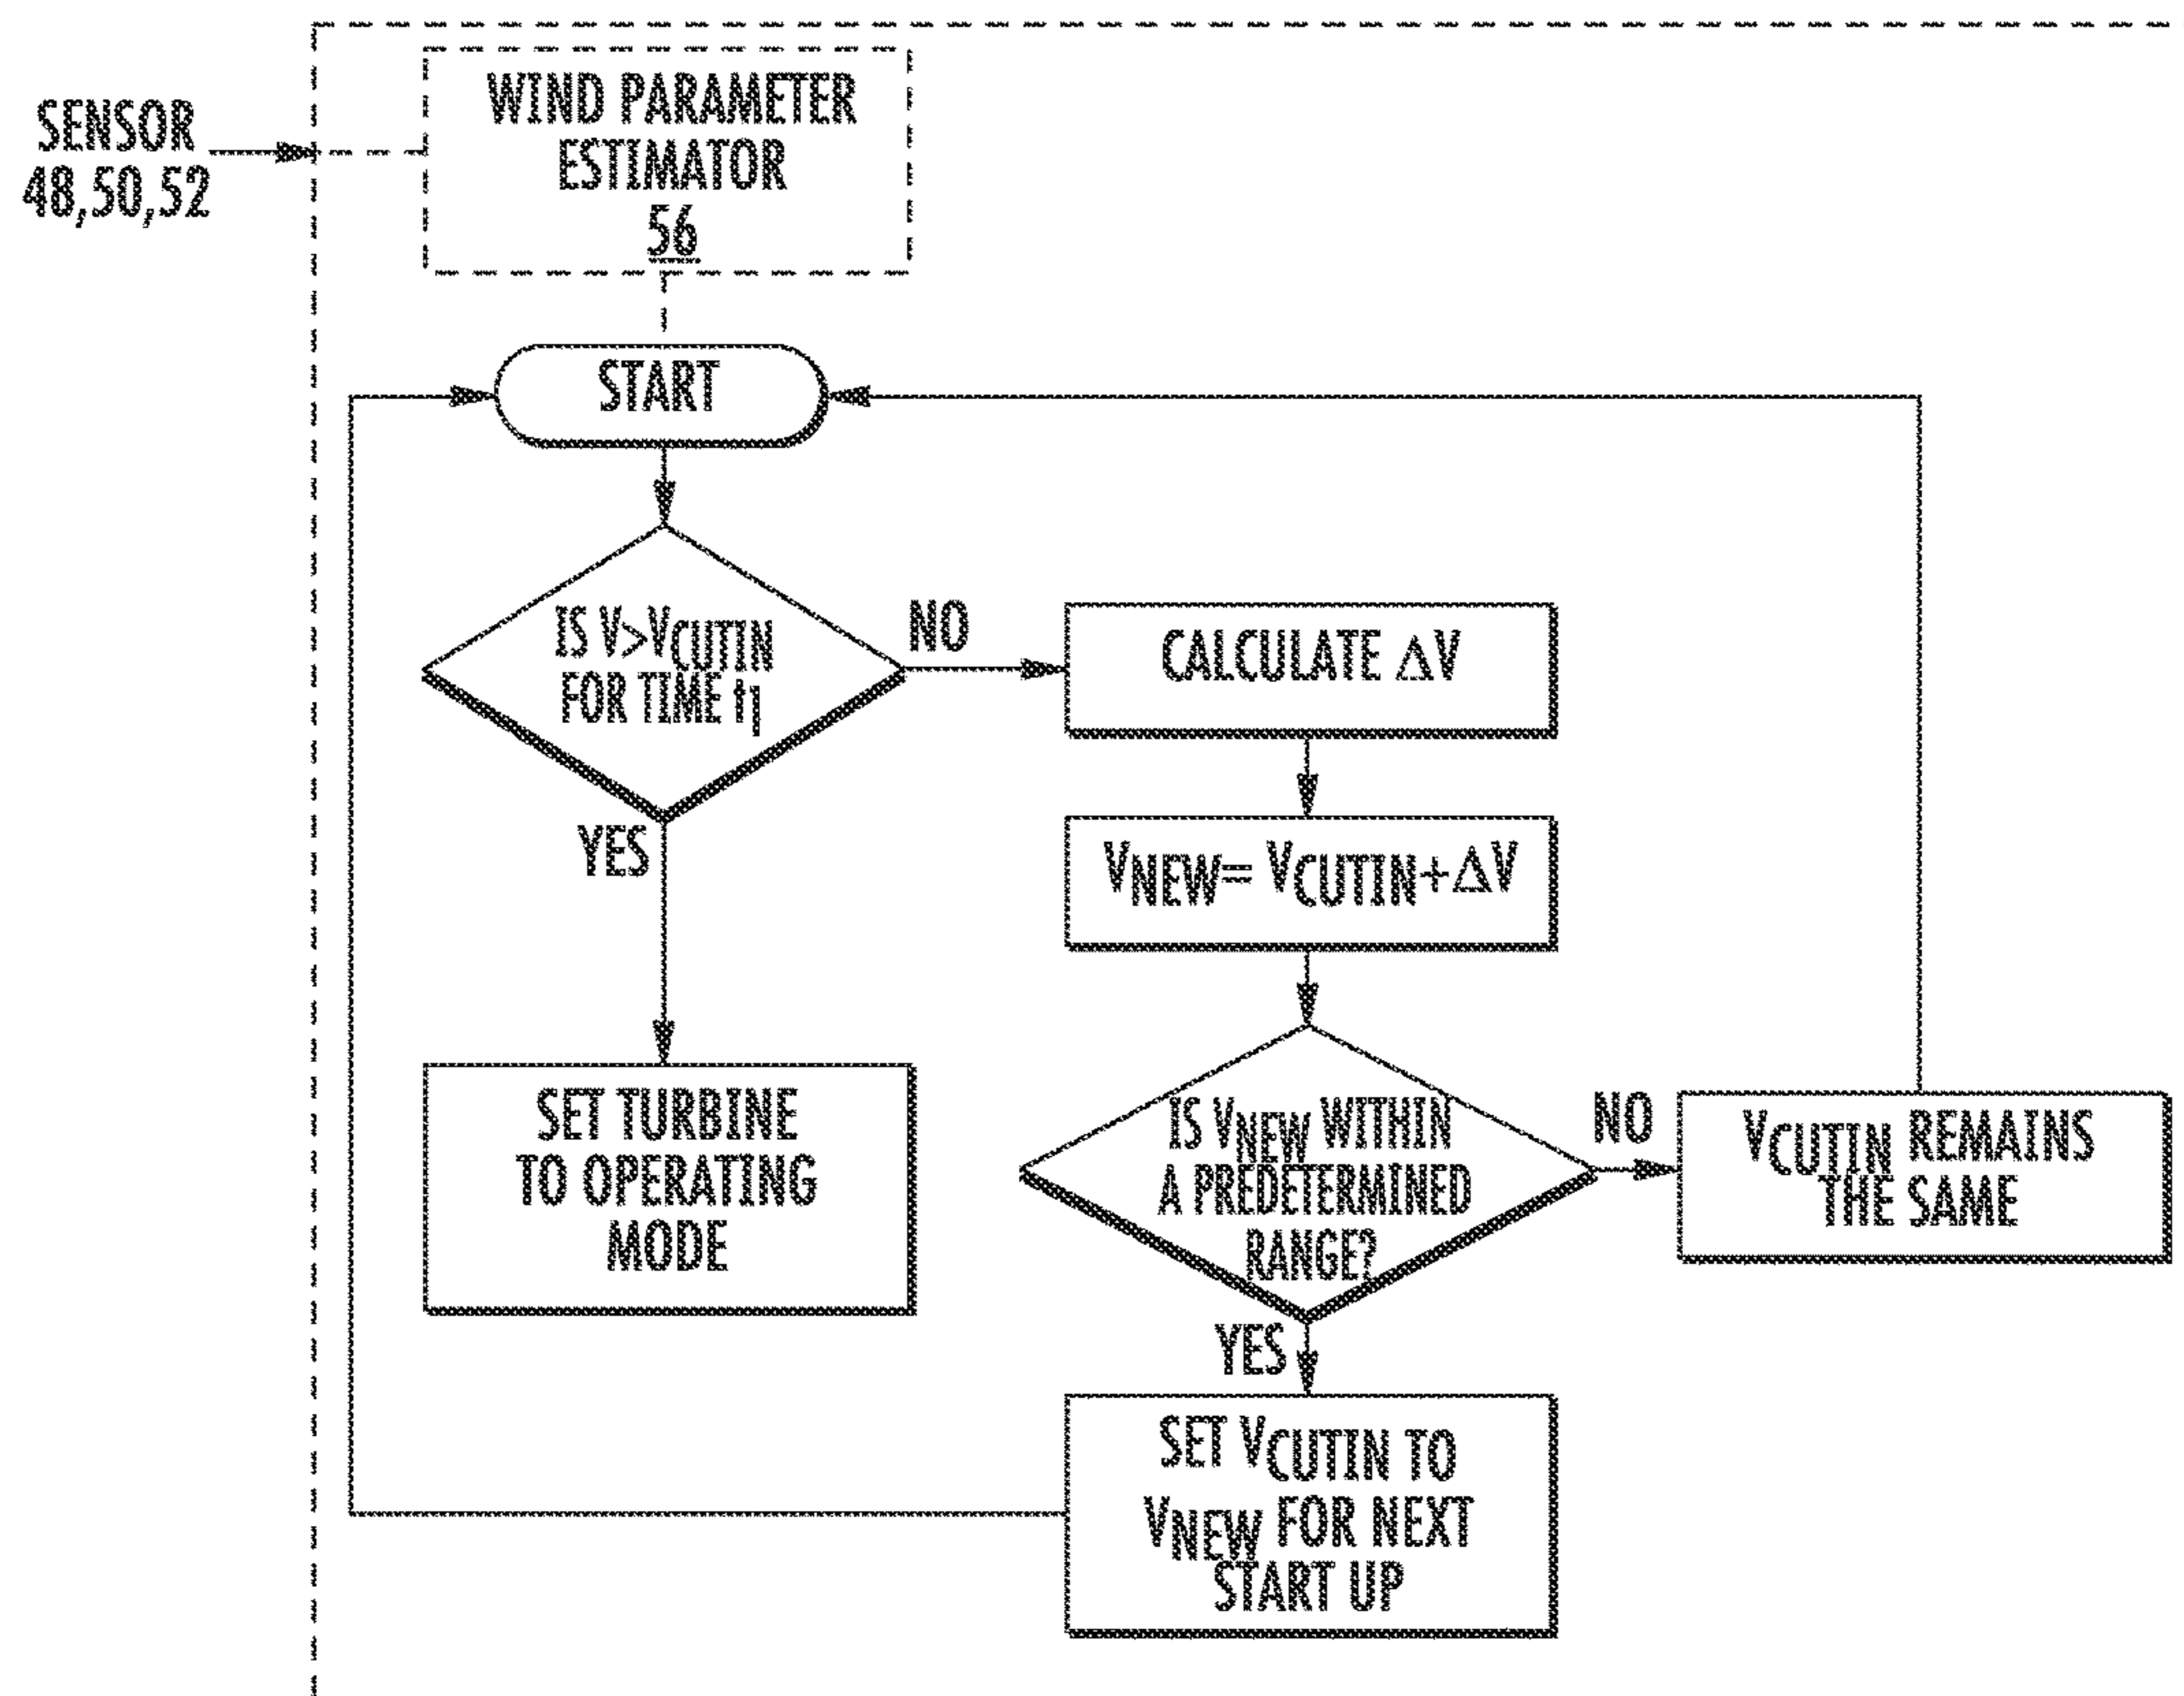 SENSOR
48,50,52
WIND PARAMETER
ESTIMATOR
56
START
IS V>VCUTIN
FOR TIME t1
NO
YES
CALCULATE ΔV
VNEW= VCUTIN+ΔV
SET TURBINE
TO OPERATING
MODE
IS VNEW WITHIN
A PREDETERMINED
RANGE?
NO
YES
VCUTIN REMAINS
THE SAME
SET VCUTIN TO
VNEW FOR NEXT
START UP